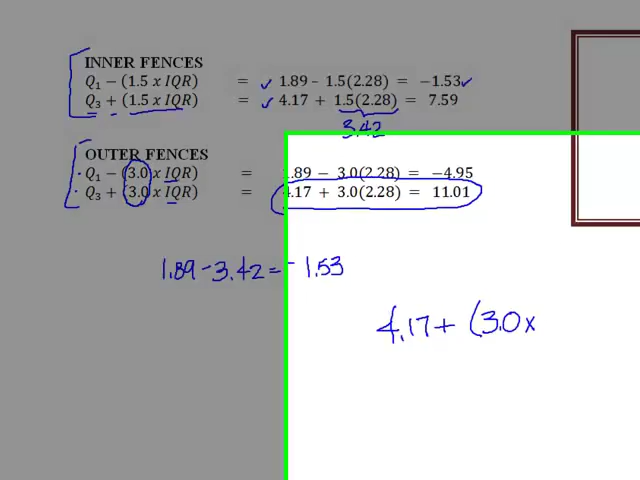 INNER FENCES
Q₁ − (1.5 x IQR) = 1.89 − 1.5(2.28) = −1.53
Q₃ + (1.5 x IQR) = 4.17 + 1.5(2.28) = 7.59
3.42
OUTER FENCES
Q₁ − (3.0 x IQR) = 1.89 − 3.0(2.28) = −4.95
Q₃ + (3.0 x IQR) = 4.17 + 3.0(2.28) = 11.01
1.89 - 3.42 = - 1.53
4.17 + (3.0 x